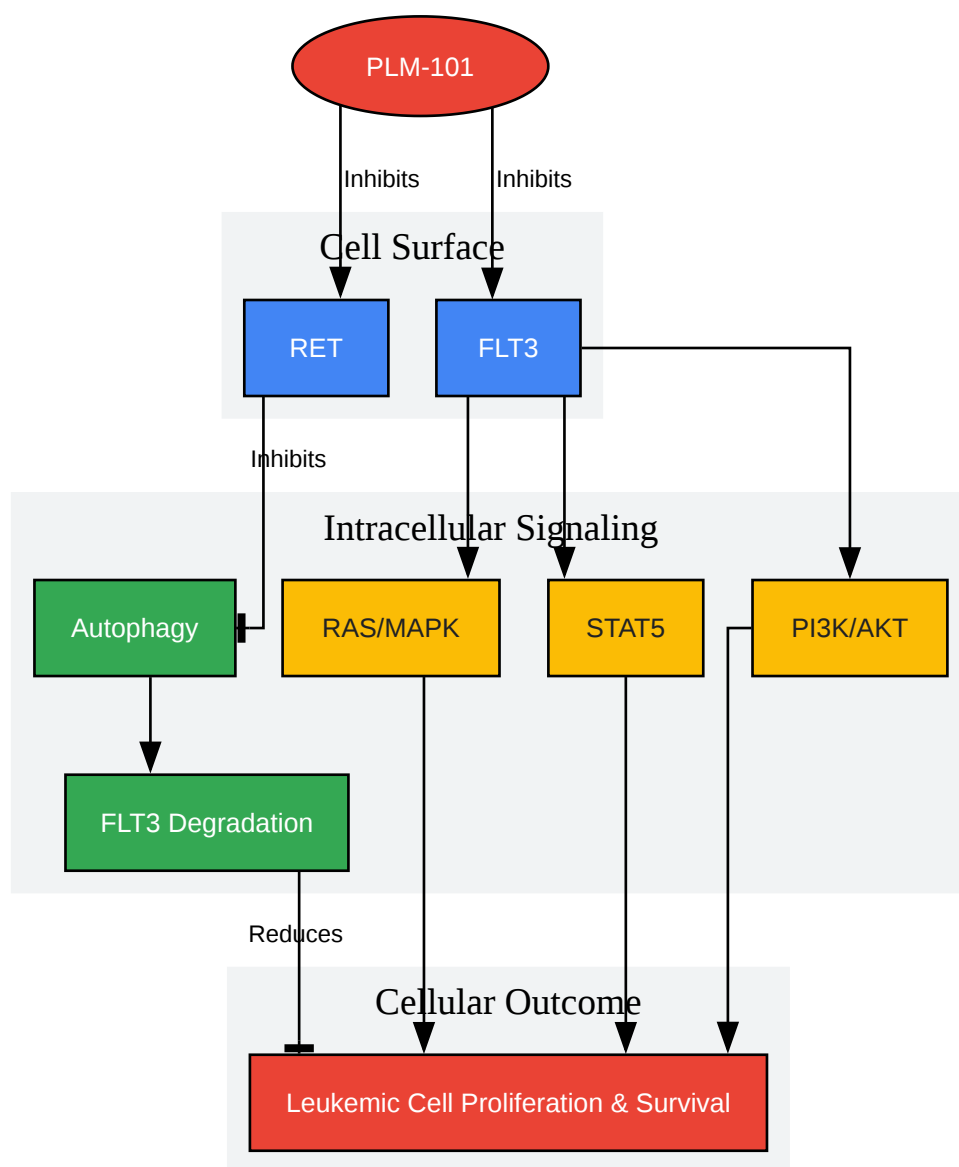 PLM-101
Inhibits
Inhibits
Cell Surface
RET
FLT3
Inhibits
Intracellular Signaling
Autophagy
RAS/MAPK
STAT5
PI3K/AKT
FLT3 Degradation
Reduces
Cellular Outcome
Leukemic Cell Proliferation & Survival